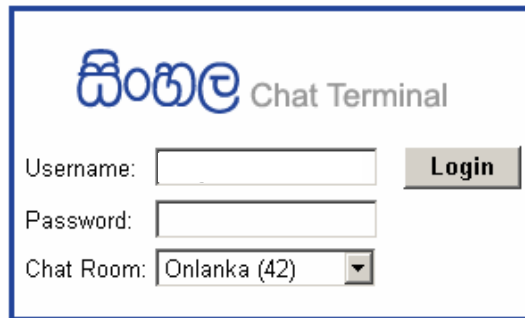 සිංහල Chat Terminal
Username: Login
Password:
Chat Room: Onlanka (42)